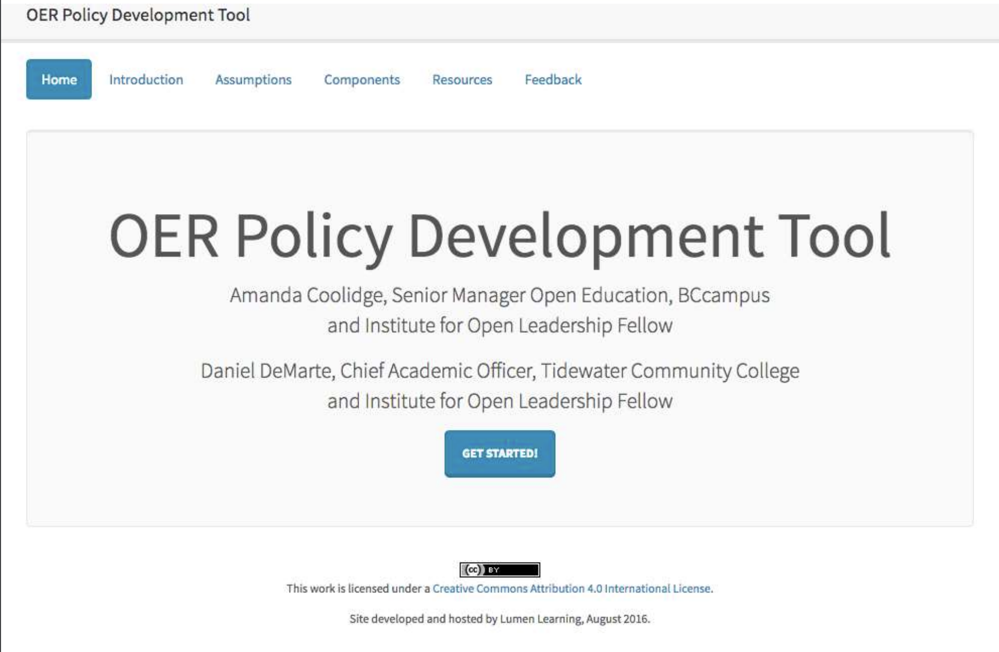 OER Policy Development Tool
Home Introduction Assumptions Components Resources Feedback
OER Policy Development Tool
Amanda Coolidge, Senior Manager Open Education, BCcampus
and Institute for Open Leadership Fellow
Daniel DeMarte, Chief Academic Officer, Tidewater Community College
and Institute for Open Leadership Fellow
GET STARTED!
(cc) BY
This work is licensed under a Creative Commons Attribution 4.0 International License.
Site developed and hosted by Lumen Learning, August 2016.